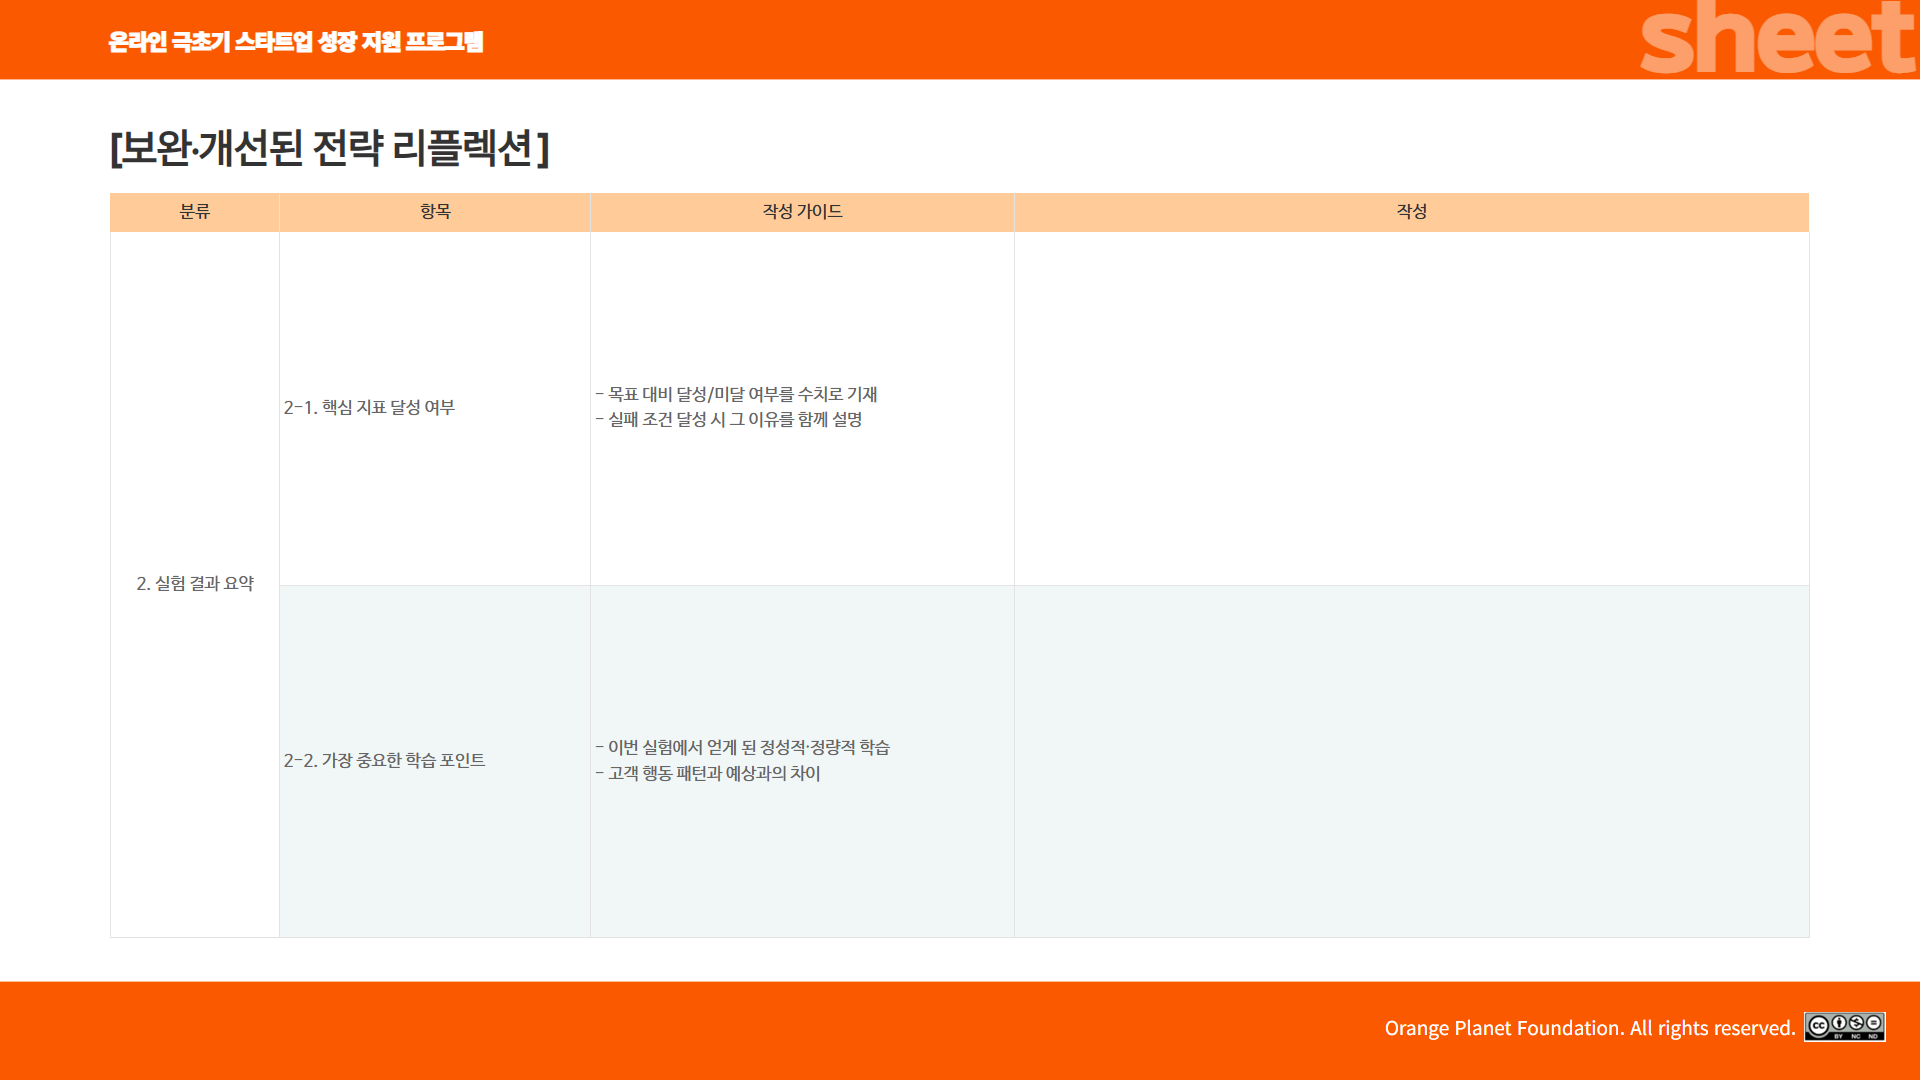 온라인 극초기 스타트업 성장 지원 프로그램
sheet
[보완·개선된 전략 리플렉션]
분류 항목 작성 가이드 작성
2. 실험 결과 요약
2-1. 핵심 지표 달성 여부
- 목표 대비 달성/미달 여부를 수치로 기재
- 실패 조건 달성 시 그 이유를 함께 설명
2-2. 가장 중요한 학습 포인트
- 이번 실험에서 얻게 된 정성적·정량적 학습
- 고객 행동 패턴과 예상과의 차이
Orange Planet Foundation. All rights reserved.
cc BY NC ND